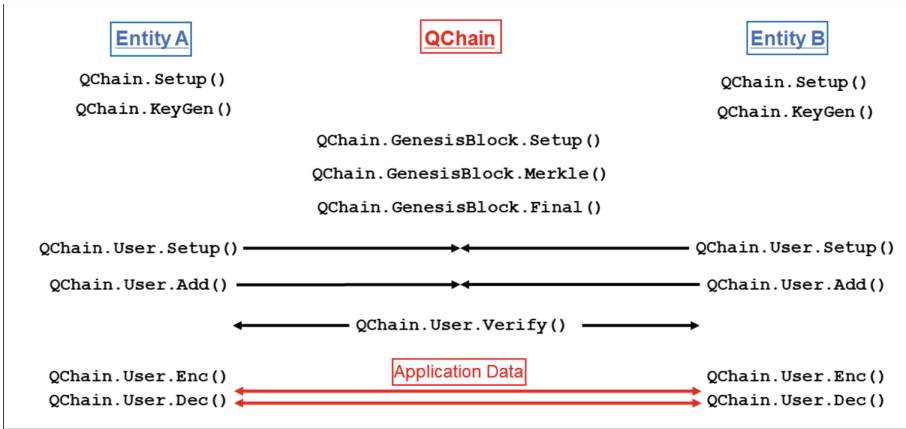 Entity A QChain Entity B
QChain.Setup() QChain.Setup()
QChain.KeyGen() QChain.KeyGen()
QChain.GenesisBlock.Setup()
QChain.GenesisBlock.Merkle()
QChain.GenesisBlock.Final()
QChain.User.Setup() QChain.User.Setup()
QChain.User.Add() QChain.User.Add()
QChain.User.Verify()
Application Data
QChain.User.Enc() QChain.User.Enc()
QChain.User.Dec() QChain.User.Dec()